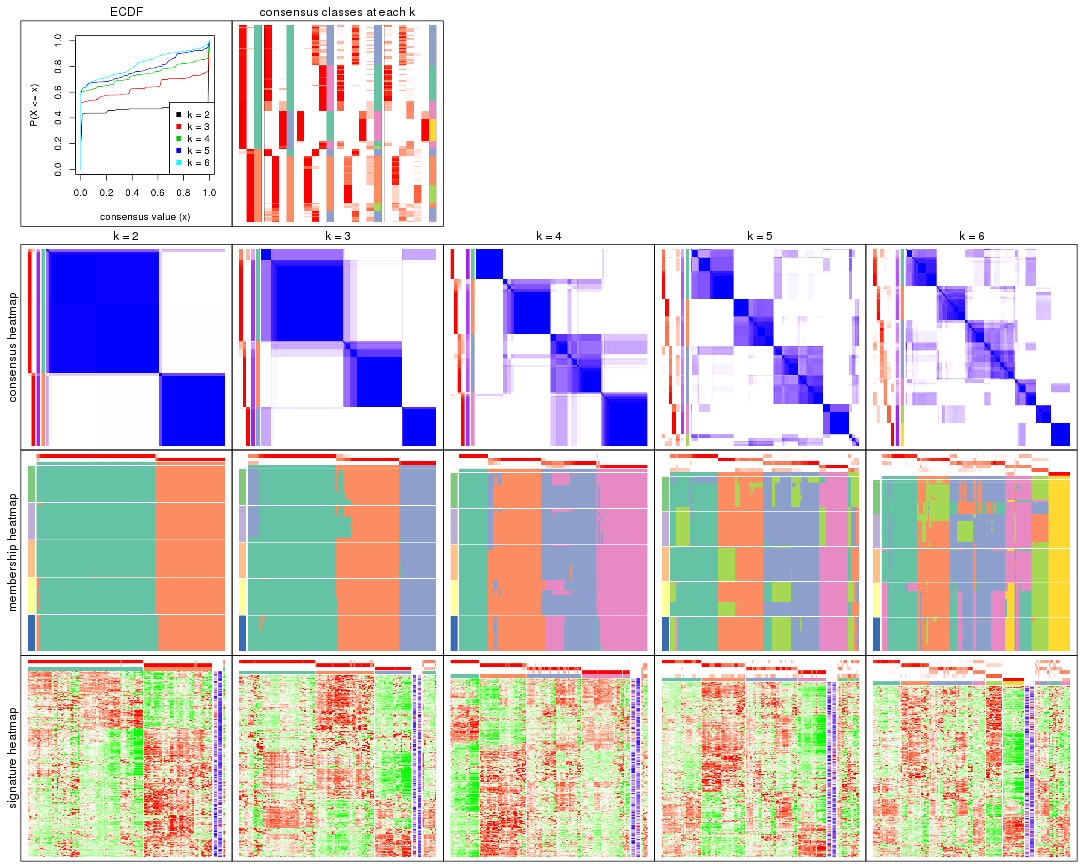 ECDF
consensus classes at each k
P(X <= x)
0.0 0.2 0.4 0.6 0.8 1.0
k = 2
k = 3
k = 4
k = 5
k = 6
0.0 0.2 0.4 0.6 0.8 1.0
consensus value (x)
k = 2
k = 3
k = 4
k = 5
k = 6
consensus heatmap
membership heatmap
signature heatmap